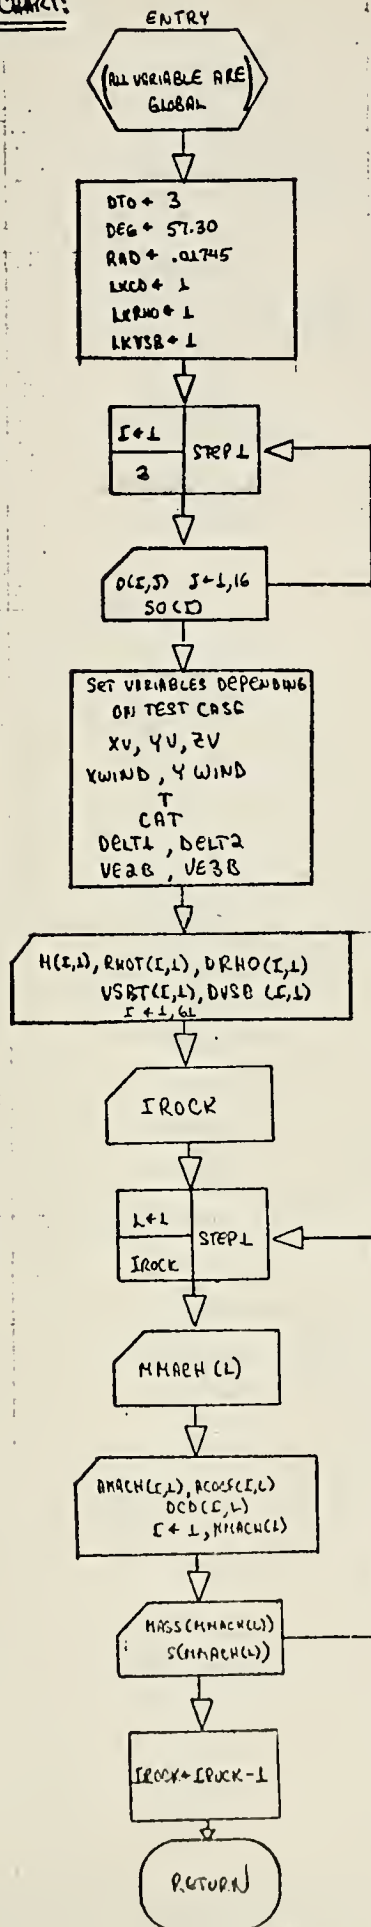 CHART:
ENTRY
(ALL VARIABLE ARE
GLOBAL)
DTO ← 3
DEG ← 57.30
RAD ← .01745
LKCD ← 1
LKRHO ← 1
LKVSB ← 1
I ← 1
3
STEP 1
D(I,J) J ← 1,16
SO(I)
SET VARIABLES DEPENDING
ON TEST CASE
XV, YV, ZV
XWIND, YWIND
T
CAT
DELT1, DELT2
VE2B, VE3B
H(I,1), RHOT(I,1), DRHO(I,1)
VSBT(I,1), DVSB(I,1)
I ← 1,61
IROCK
L ← 1
IROCK
STEP 1
MMACH(L)
AMACH(I,L), ACOEF(I,L)
DCD(I,L)
I ← 1, MMACH(L)
MASS(MMACH(L))
S(MMACH(L))
IROCK ← IROCK - 1
RETURN